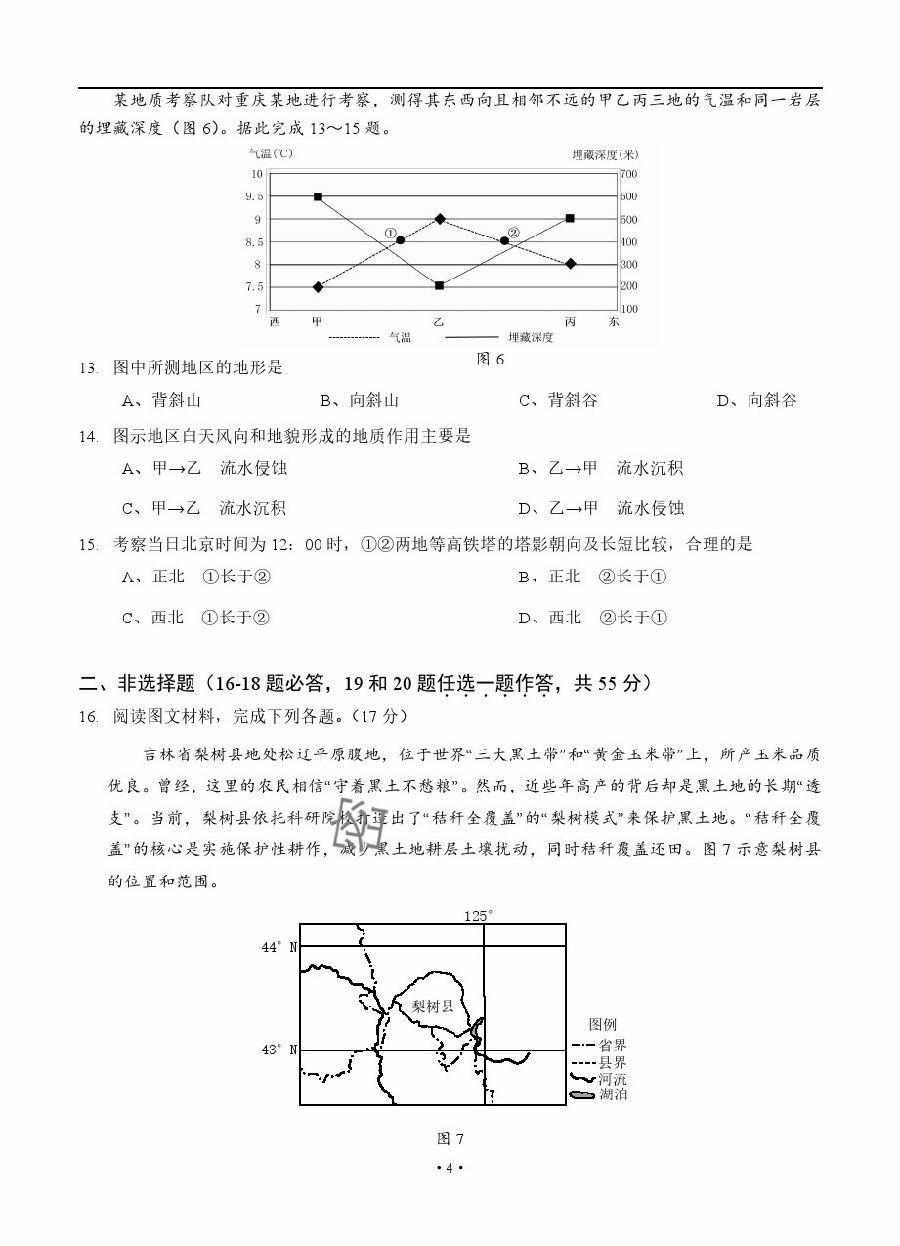 某地质考察队对重庆某地进行考察，测得其东西向且相邻不远的甲乙丙三地的气温和同一岩层
的埋藏深度（图 6）。据此完成 13～15 题。
气温(℃) 埋藏深度(米)
10 700
9.5 600
9 500
8.5 400
8 300
7.5 200
7 100
① ②
西 甲 乙 丙 东
气温 埋藏深度
图 6
13. 图中所测地区的地形是
A、背斜山 B、向斜山 C、背斜谷 D、向斜谷
14. 图示地区白天风向和地貌形成的地质作用主要是
A、甲→乙 流水侵蚀 B、乙→甲 流水沉积
C、甲→乙 流水沉积 D、乙→甲 流水侵蚀
15. 考察当日北京时间为 12：00 时，①②两地等高铁塔的塔影朝向及长短比较，合理的是
A、正北 ①长于② B、正北 ②长于①
C、西北 ①长于② D、西北 ②长于①
二、非选择题（16-18 题必答，19 和 20 题任选一题作答，共 55 分）
16. 阅读图文材料，完成下列各题。（17 分）
吉林省梨树县地处松辽平原腹地，位于世界“三大黑土带”和“黄金玉米带”上，所产玉米品质
优良。曾经，这里的农民相信“守着黑土不愁粮”。然而，近些年高产的背后却是黑土地的长期“透
支”。当前，梨树县依托科研院校打造出了“秸秆全覆盖”的“梨树模式”来保护黑土地。“秸秆全覆
盖”的核心是实施保护性耕作，减少黑土地耕层土壤扰动，同时秸秆覆盖还田。图 7 示意梨树县
的位置和范围。
125°
44° N
梨树县
43° N
图例
省界
县界
河流
湖泊
图 7
· 4 ·